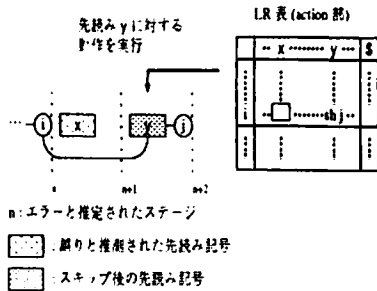 先読み y に対する
動作を実行
LR 表 (action 部)
x y $
i sh j
i x y j
n n+1 n+2
n : エラーと推定されたステージ
: 誤りと推測された先読み記号
: スキップ後の先読み記号